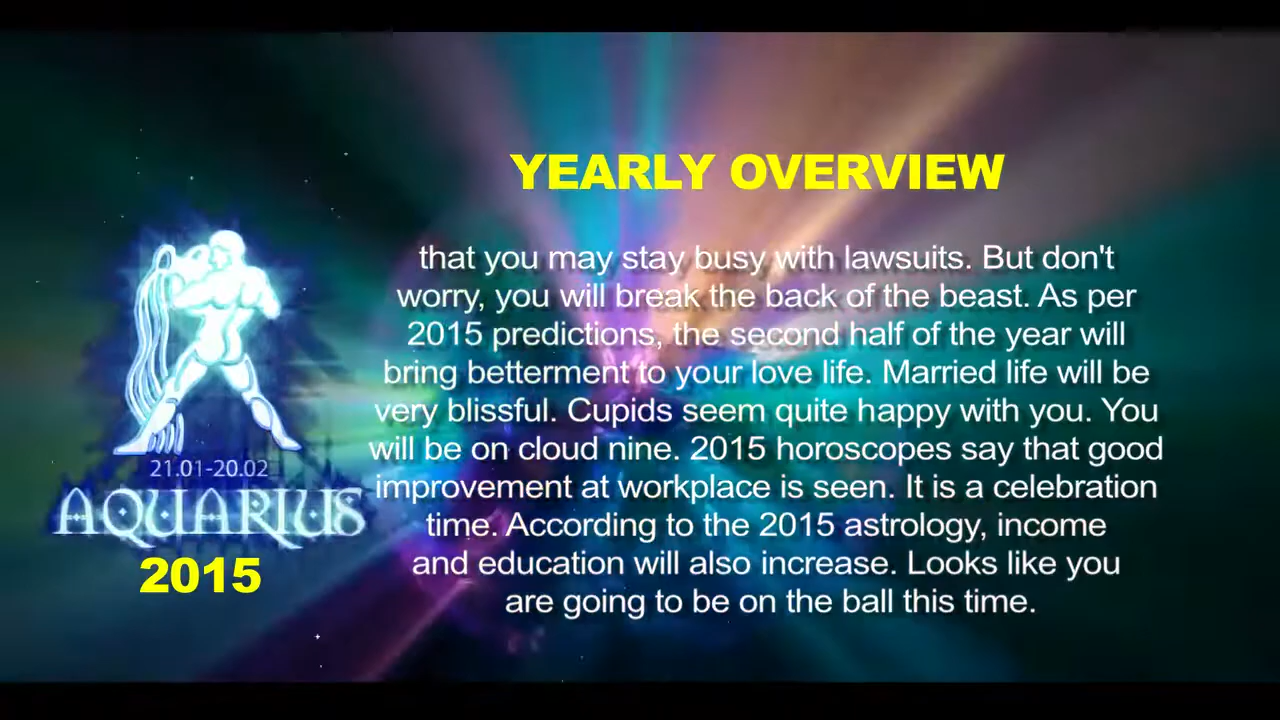 YEARLY OVERVIEW
that you may stay busy with lawsuits. But don't
worry, you will break the back of the beast. As per
2015 predictions, the second half of the year will
bring betterment to your love life. Married life will be
very blissful. Cupids seem quite happy with you. You
will be on cloud nine. 2015 horoscopes say that good
improvement at workplace is seen. It is a celebration
time. According to the 2015 astrology, income
and education will also increase. Looks like you
are going to be on the ball this time.
21.01-20.02
AQUARIUS
2015